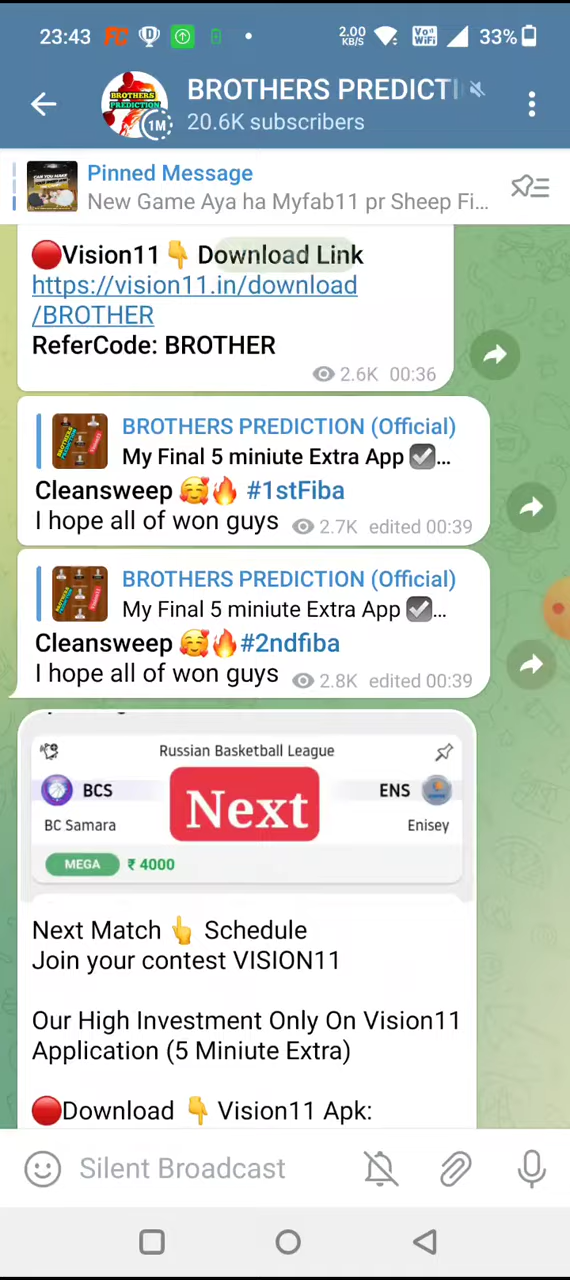 23:43 FC D 2.00 KB/S Vo WiFi 33%
BROTHERS PREDICTI
20.6K subscribers
BROTHERS
PREDICTION
1M
Pinned Message
New Game Aya ha Myfab11 pr Sheep Fi...
🔴Vision11 👇 Download Link
https://vision11.in/download
/BROTHER
ReferCode: BROTHER
2.6K 00:36
BROTHERS PREDICTION (Official)
My Final 5 miniute Extra App ☑️...
Cleansweep 🥰🔥 #1stFiba
I hope all of won guys 2.7K edited 00:39
BROTHERS PREDICTION (Official)
My Final 5 miniute Extra App ☑️...
Cleansweep 🥰🔥#2ndfiba
I hope all of won guys 2.8K edited 00:39
Russian Basketball League
BCS Next ENS
BC Samara Enisey
MEGA ₹ 4000
Next Match 👆 Schedule
Join your contest VISION11
Our High Investment Only On Vision11
Application (5 Miniute Extra)
🔴Download 👇 Vision11 Apk:
Silent Broadcast